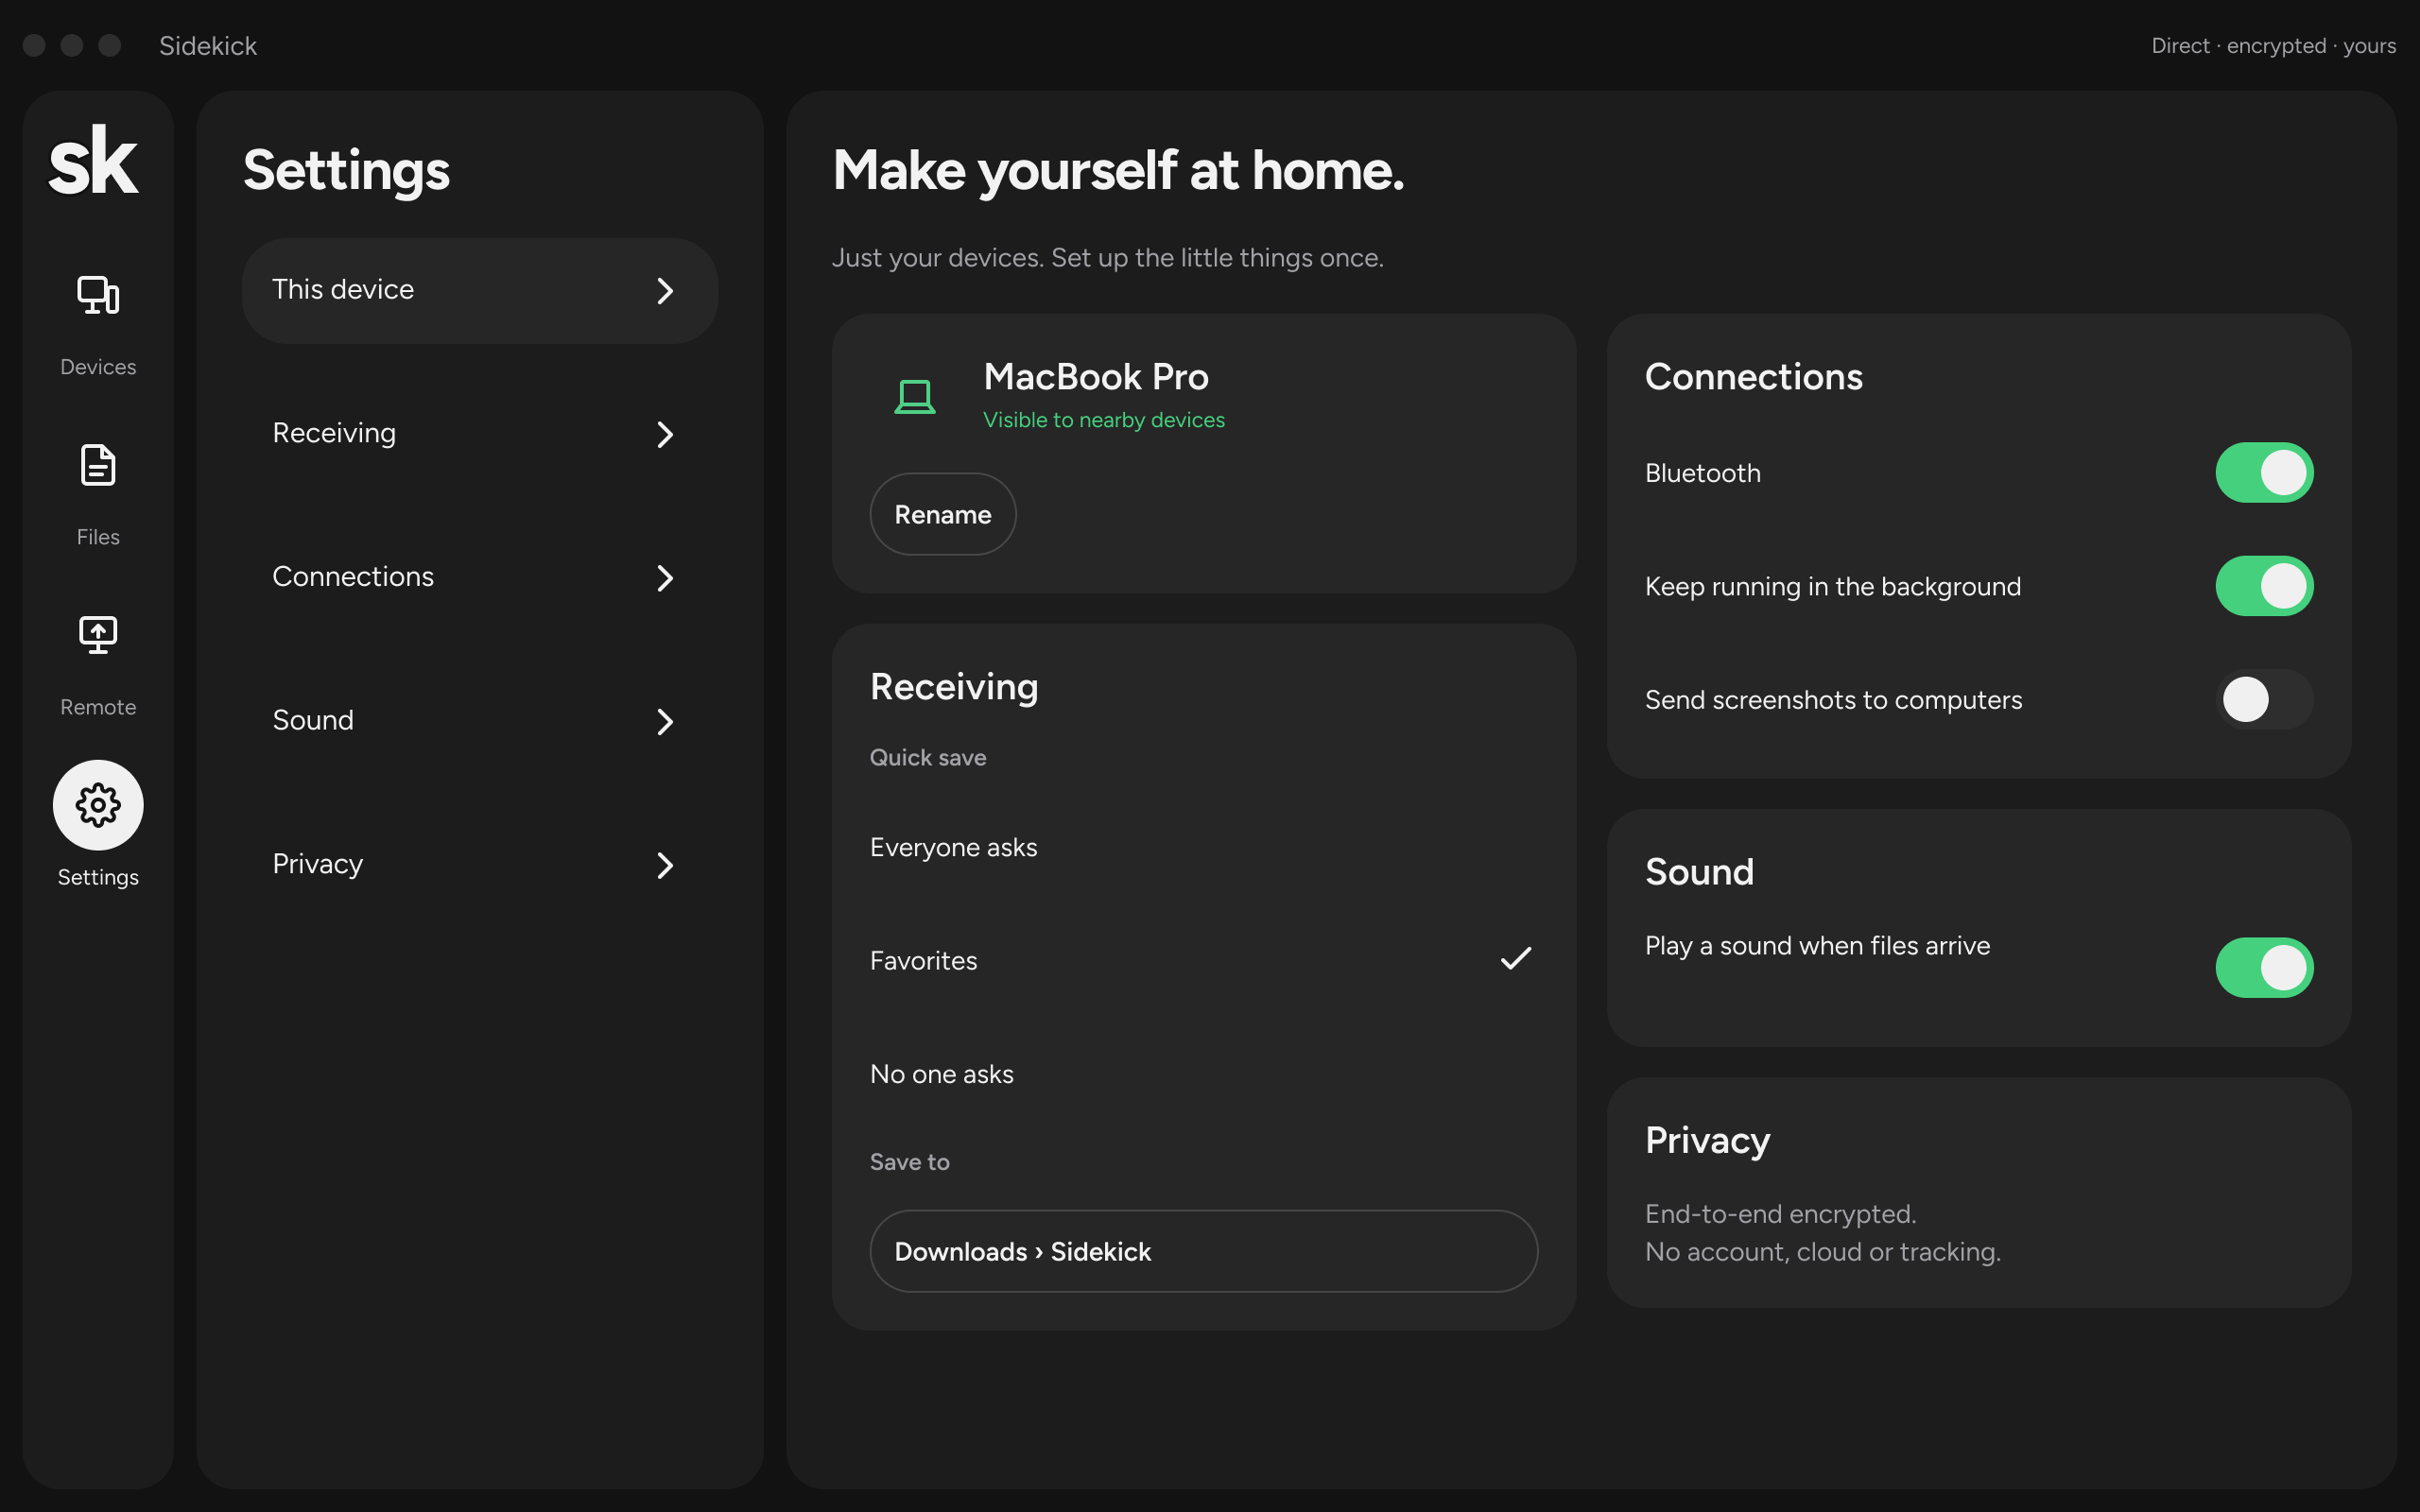 Sidekick
Direct · encrypted · yours
sk
Devices
Files
Remote
Settings
Settings
This device
Receiving
Connections
Sound
Privacy
Make yourself at home.
Just your devices. Set up the little things once.
MacBook Pro
Visible to nearby devices
Rename
Receiving
Quick save
Everyone asks
Favorites
No one asks
Save to
Downloads › Sidekick
Connections
Bluetooth
Keep running in the background
Send screenshots to computers
Sound
Play a sound when files arrive
Privacy
End-to-end encrypted.
No account, cloud or tracking.